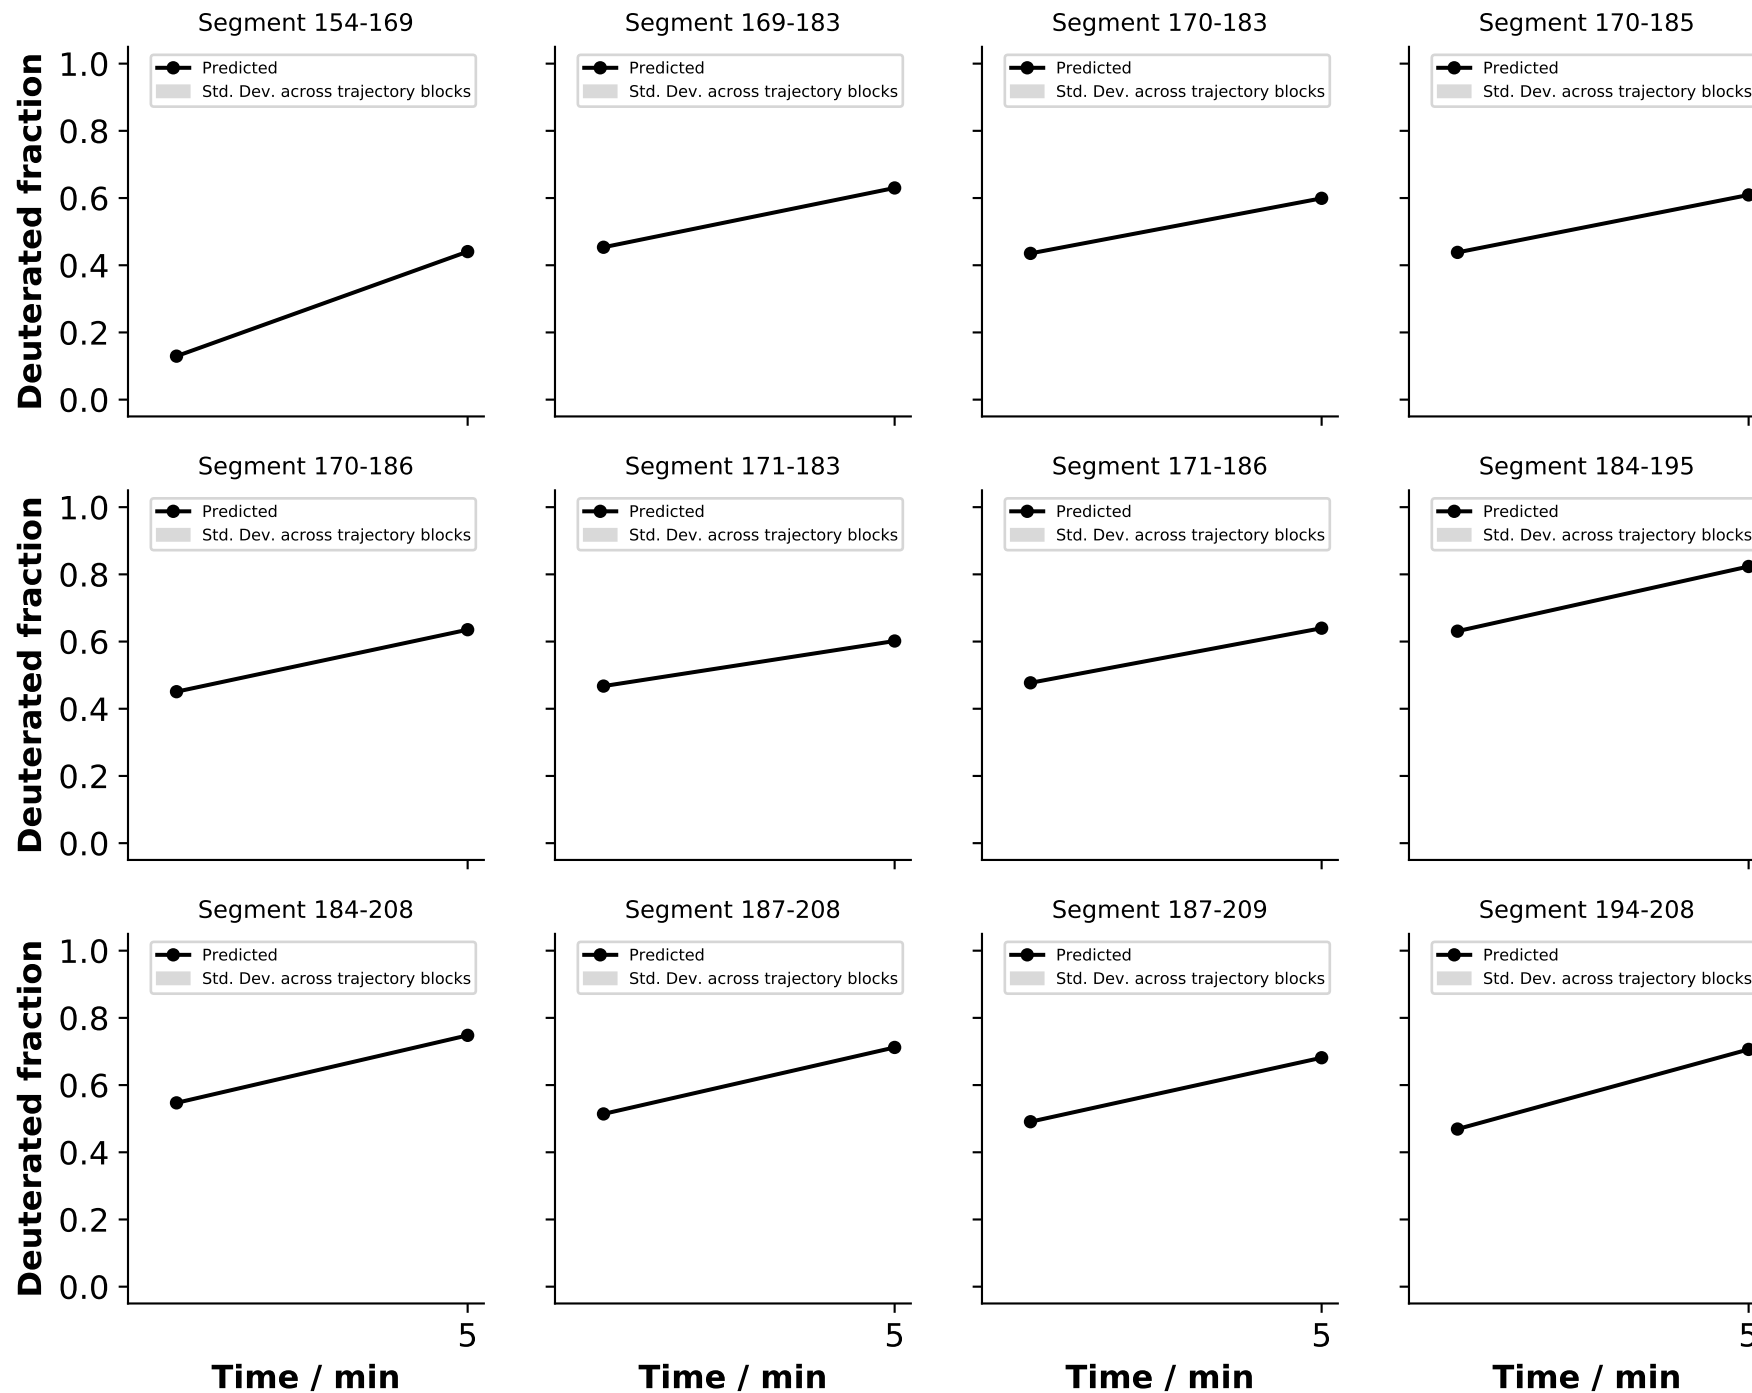 Segment 154-169
Segment 169-183
Segment 170-183
Segment 170-185
Deuterated fraction
1.0
0.8
0.6
0.4
0.2
0.0
Predicted
Std. Dev. across trajectory blocks
Predicted
Std. Dev. across trajectory blocks
Predicted
Std. Dev. across trajectory blocks
Predicted
Std. Dev. across trajectory blocks
Segment 170-186
Segment 171-183
Segment 171-186
Segment 184-195
Deuterated fraction
1.0
0.8
0.6
0.4
0.2
0.0
Predicted
Std. Dev. across trajectory blocks
Predicted
Std. Dev. across trajectory blocks
Predicted
Std. Dev. across trajectory blocks
Predicted
Std. Dev. across trajectory blocks
Segment 184-208
Segment 187-208
Segment 187-209
Segment 194-208
Deuterated fraction
1.0
0.8
0.6
0.4
0.2
0.0
Predicted
Std. Dev. across trajectory blocks
Predicted
Std. Dev. across trajectory blocks
Predicted
Std. Dev. across trajectory blocks
Predicted
Std. Dev. across trajectory blocks
5
5
5
5
Time / min
Time / min
Time / min
Time / min